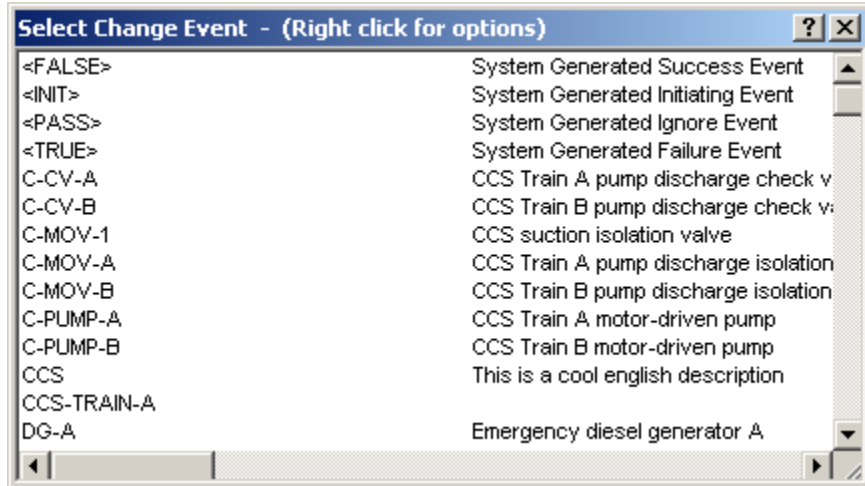 Select Change Event - (Right click for options)
<FALSE> System Generated Success Event
<INIT> System Generated Initiating Event
<PASS> System Generated Ignore Event
<TRUE> System Generated Failure Event
C-CV-A CCS Train A pump discharge check v
C-CV-B CCS Train B pump discharge check
C-MOV-1 CCS suction isolation valve
C-MOV-A CCS Train A pump discharge isolation
C-MOV-B CCS Train B pump discharge isolation
C-PUMP-A CCS Train A motor-driven pump
C-PUMP-B CCS Train B motor-driven pump
CCS This is a cool english description
CCS-TRAIN-A
DG-A Emergency diesel generator A